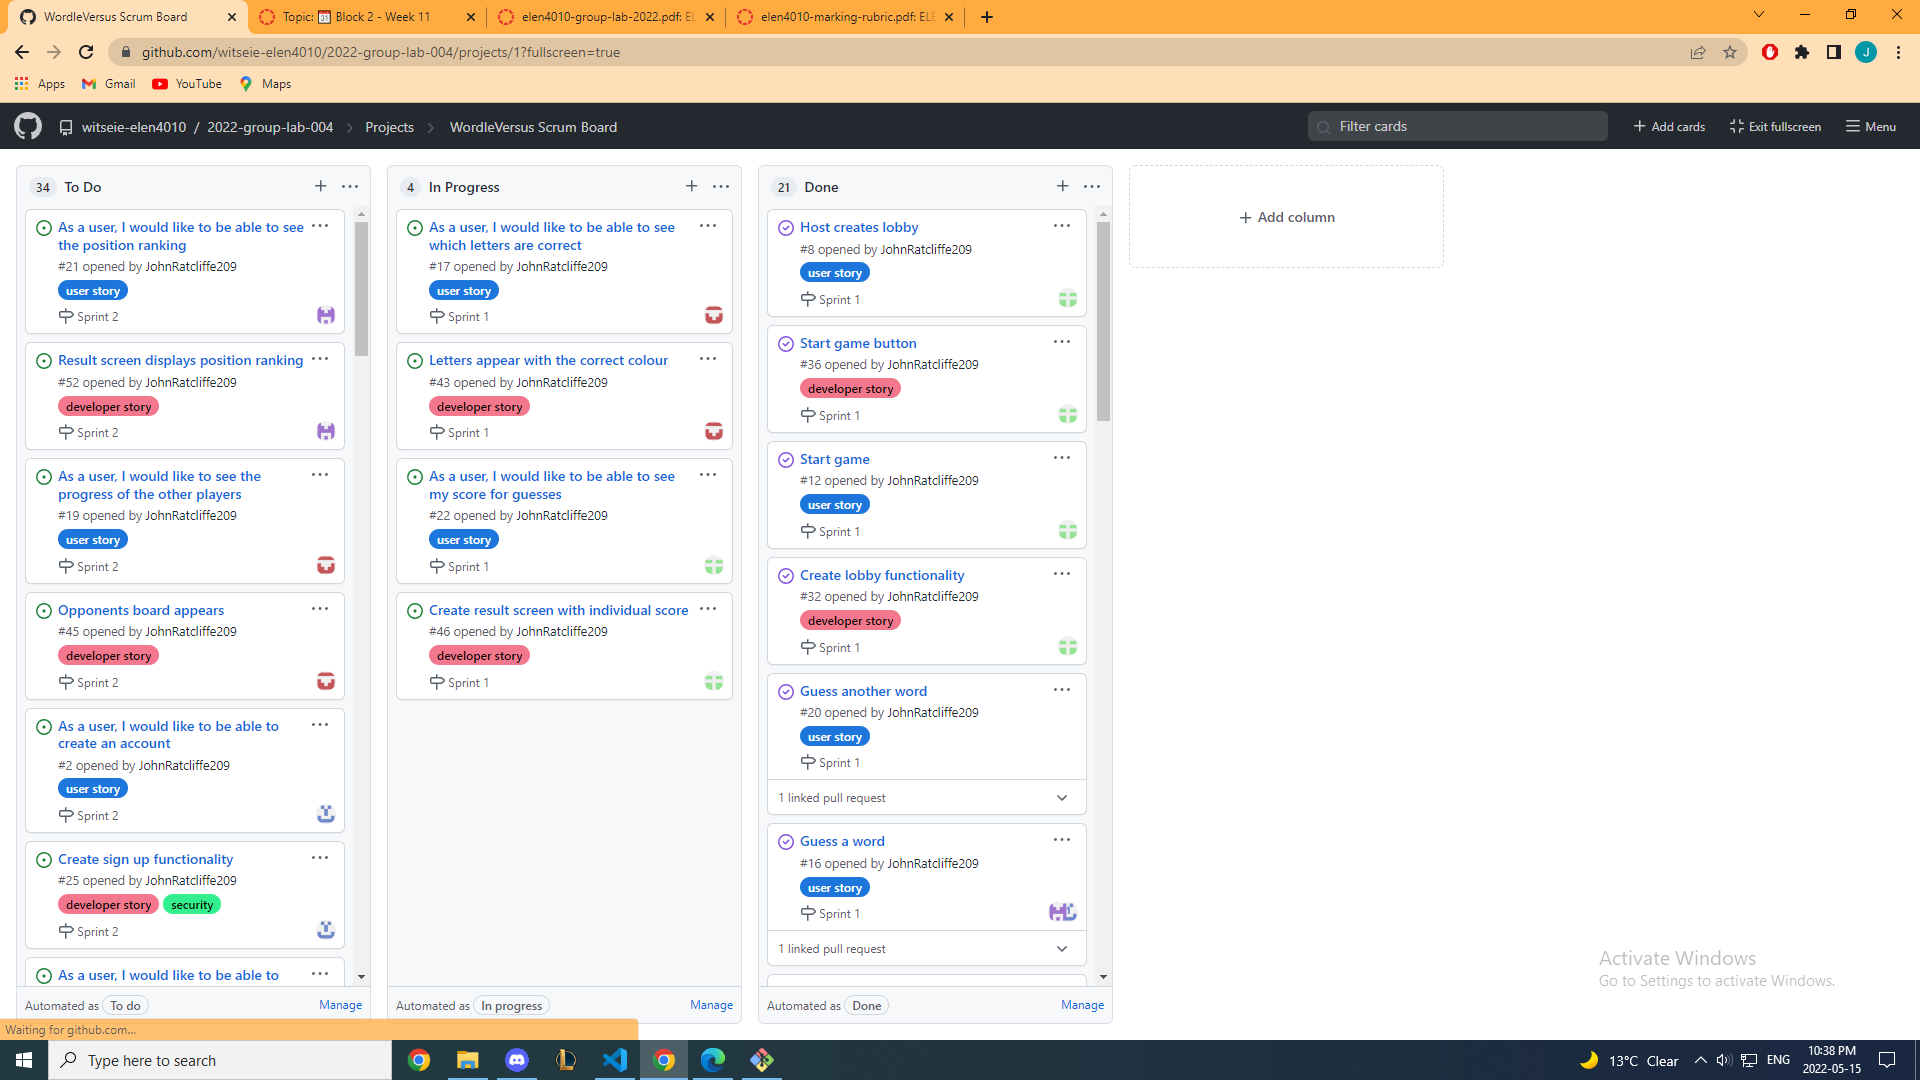 WordleVersus Scrum Board
Topic: Block 2 - Week 11
elen4010-group-lab-2022.pdf: EL
elen4010-marking-rubric.pdf: ELE
github.com/witseie-elen4010/2022-group-lab-004/projects/1?fullscreen=true
J
Apps Gmail YouTube Maps
witseie-elen4010 / 2022-group-lab-004 Projects WordleVersus Scrum Board
Filter cards
Add cards Exit fullscreen Menu
34 To Do
As a user, I would like to be able to see
the position ranking
#21 opened by JohnRatcliffe209
user story
Sprint 2
Result screen displays position ranking
#52 opened by JohnRatcliffe209
developer story
Sprint 2
As a user, I would like to see the
progress of the other players
#19 opened by JohnRatcliffe209
user story
Sprint 2
Opponents board appears
#45 opened by JohnRatcliffe209
developer story
Sprint 2
As a user, I would like to be able to
create an account
#2 opened by JohnRatcliffe209
user story
Sprint 2
Create sign up functionality
#25 opened by JohnRatcliffe209
developer story security
Sprint 2
As a user, I would like to be able to
Automated as To do Manage
4 In Progress
As a user, I would like to be able to see
which letters are correct
#17 opened by JohnRatcliffe209
user story
Sprint 1
Letters appear with the correct colour
#43 opened by JohnRatcliffe209
developer story
Sprint 1
As a user, I would like to be able to see
my score for guesses
#22 opened by JohnRatcliffe209
user story
Sprint 1
Create result screen with individual score
#46 opened by JohnRatcliffe209
developer story
Sprint 1
Automated as In progress Manage
21 Done
Host creates lobby
#8 opened by JohnRatcliffe209
user story
Sprint 1
Start game button
#36 opened by JohnRatcliffe209
developer story
Sprint 1
Start game
#12 opened by JohnRatcliffe209
user story
Sprint 1
Create lobby functionality
#32 opened by JohnRatcliffe209
developer story
Sprint 1
Guess another word
#20 opened by JohnRatcliffe209
user story
Sprint 1
1 linked pull request
Guess a word
#16 opened by JohnRatcliffe209
user story
Sprint 1
1 linked pull request
Automated as Done Manage
Add column
Activate Windows
Go to Settings to activate Windows.
Waiting for github.com...
Type here to search
13°C Clear
ENG
10:38 PM
2022-05-15